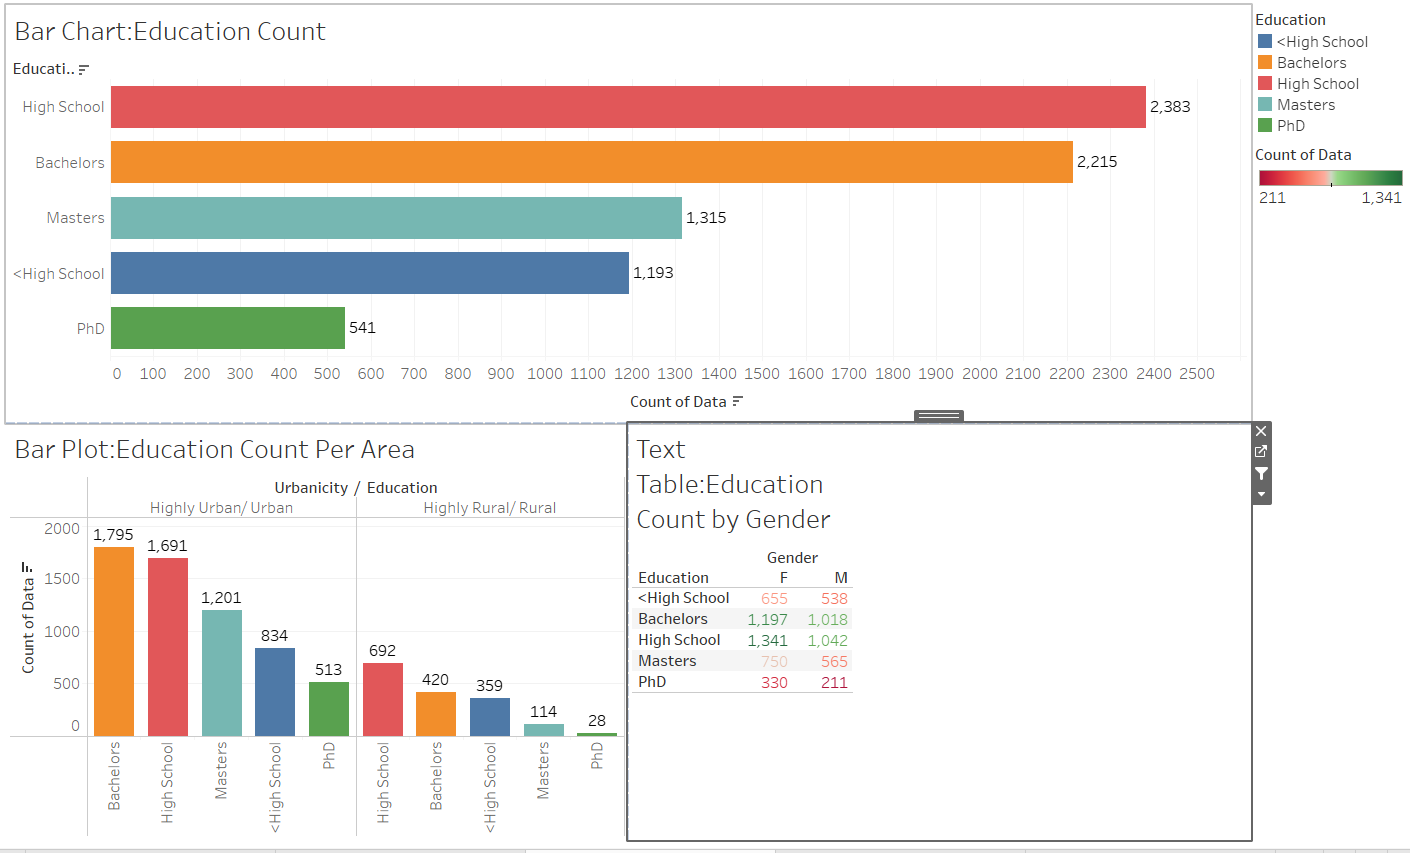 Bar Chart:Education Count
Educati..
High School 2,383
Bachelors 2,215
Masters 1,315
<High School 1,193
PhD 541
0 100 200 300 400 500 600 700 800 900 1000 1100 1200 1300 1400 1500 1600 1700 1800 1900 2000 2100 2200 2300 2400 2500
Count of Data
Education
<High School
Bachelors
High School
Masters
PhD
Count of Data
211 1,341
Bar Plot:Education Count Per Area
Urbanicity / Education
Highly Urban/ Urban Highly Rural/ Rural
Count of Data
2000
1500
1000
500
0
1,795 1,691 1,201 834 513 692 420 359 114 28
Bachelors High School Masters <High School PhD High School Bachelors <High School Masters PhD
Text
Table:Education
Count by Gender
Gender
Education F M
<High School 655 538
Bachelors 1,197 1,018
High School 1,341 1,042
Masters 750 565
PhD 330 211